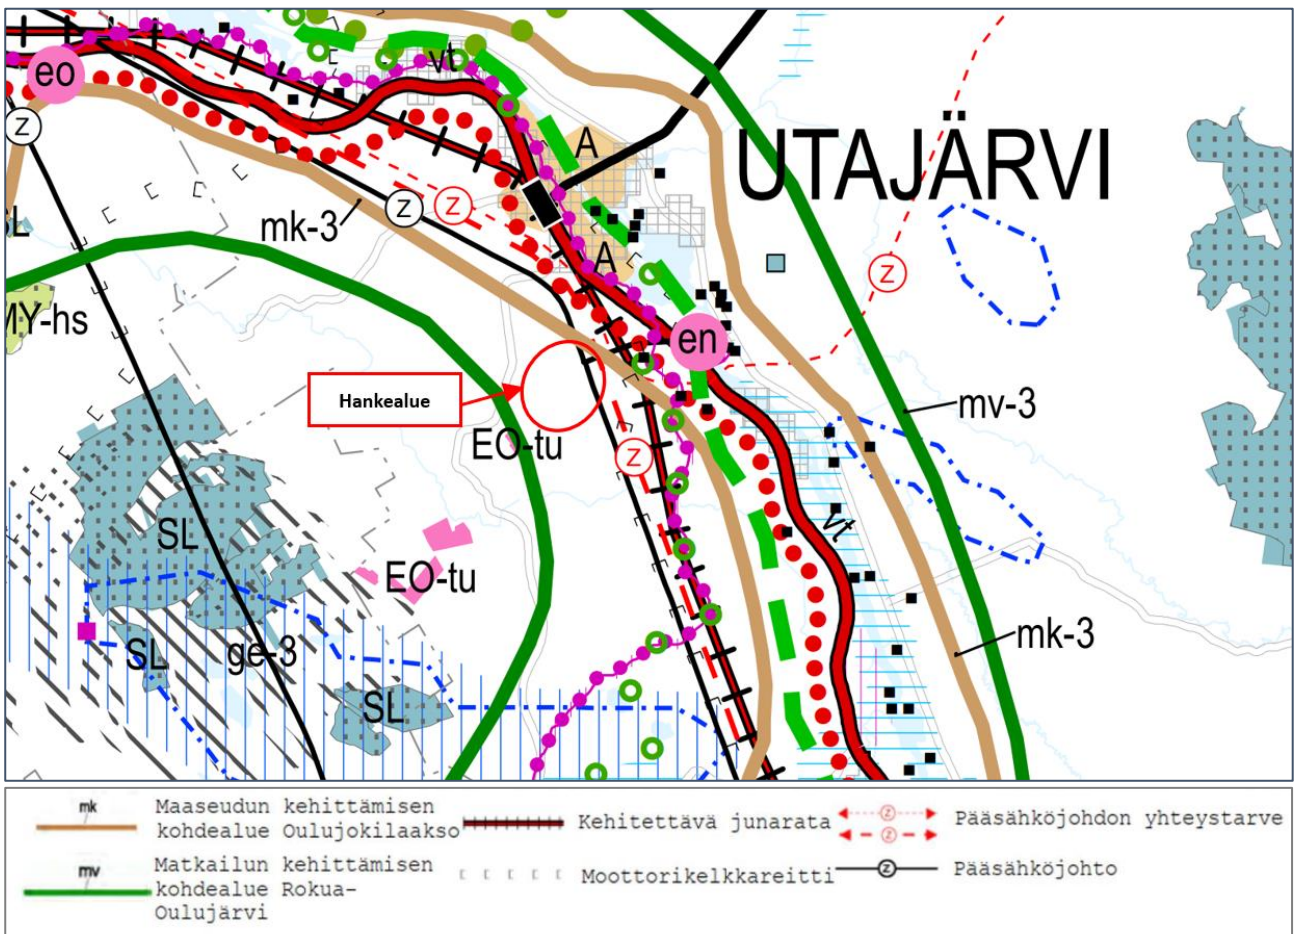 eo
vt
Z
A
UTAJÄRVI
mk-3
Z
Z
SL
A
Z
MY-hs
en
Hankealue
mv-3
EO-tu
Z
SL
vt
EO-tu
mk-3
SL
ge-3
SL
mk
Maaseudun kehittämisen
kohdealue Oulujokilaakso
mv
Matkailun kehittämisen
kohdealue Rokua-
Oulujärvi
Kehitettävä junarata
Moottorikelkkareitti
Z
Z
Pääsähköjohdon yhteystarve
Z
Pääsähköjohto